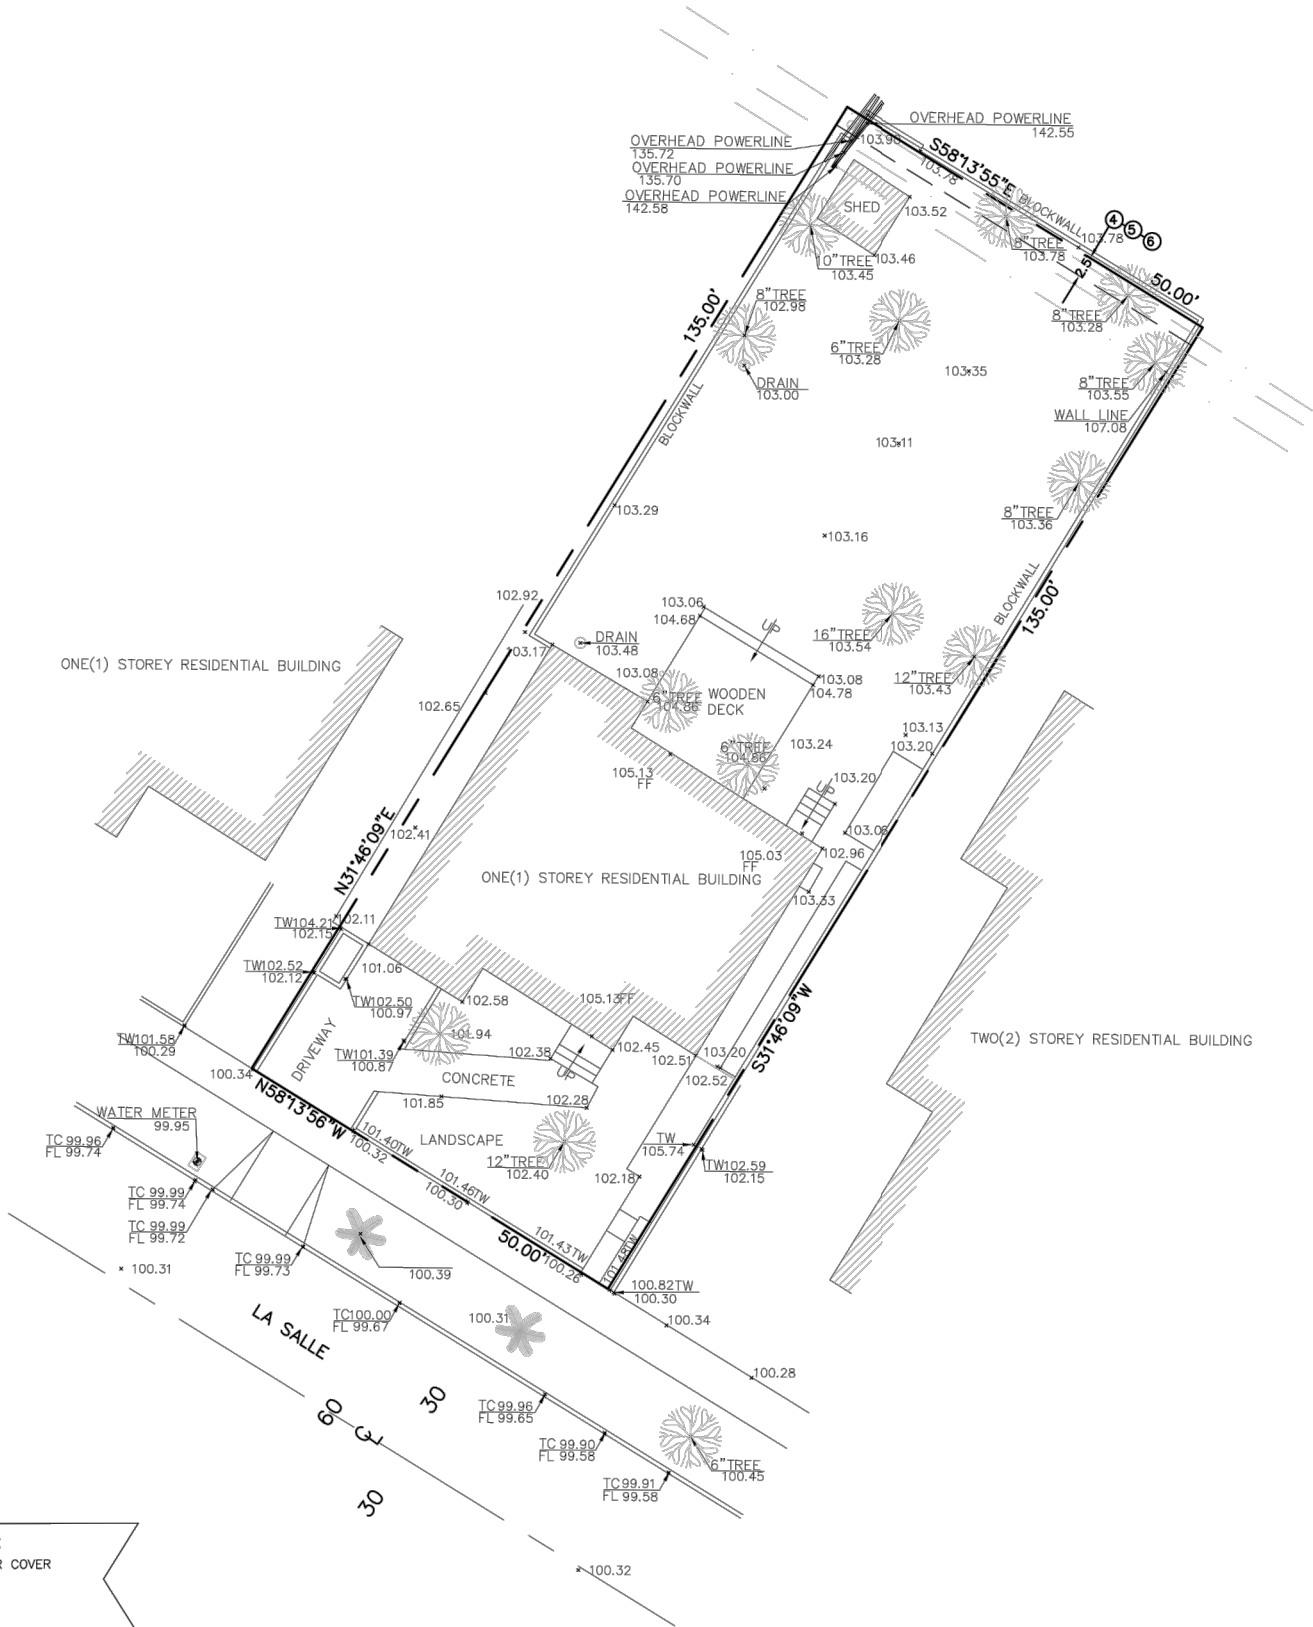 OVERHEAD POWERLINE
142.55
OVERHEAD POWERLINE
135.72
OVERHEAD POWERLINE
135.70
OVERHEAD POWERLINE
142.58
103.98
S58°13'55"E
103.78
BLOCKWALL
SHED
103.52
4
5
6
103.78
8"TREE
103.78
10"TREE
103.45
103.46
2.5'
50.00'
8"TREE
102.98
8"TREE
103.28
135.00'
6"TREE
103.28
103.35
DRAIN
103.00
8"TREE
103.55
WALL LINE
107.08
BLOCKWALL
103.11
103.29
8"TREE
103.36
103.16
BLOCKWALL
135.00'
102.92
103.06
104.68
UP
DRAIN
103.48
16"TREE
103.54
103.17
ONE(1) STOREY RESIDENTIAL BUILDING
103.08
103.08
104.78
12"TREE
103.43
6"TREE
104.86
WOODEN
DECK
102.65
103.13
103.20
103.24
6"TREE
104.86
105.13
FF
103.20
UP
N31°46'09"E
102.41
103.06
105.03
FF
102.96
ONE(1) STOREY RESIDENTIAL BUILDING
103.33
TW104.21
102.15
102.11
TW102.52
102.12
101.06
TW102.50
100.97
102.58
105.13FF
S31°46'09"W
TWO(2) STOREY RESIDENTIAL BUILDING
TW101.58
100.29
DRIVEWAY
101.94
TW101.39
100.87
102.38
102.45
102.51
103.20
102.52
UP
100.34
CONCRETE
N58°13'56"W
101.85
102.28
WATER METER
99.95
LANDSCAPE
101.40TW
100.32
12"TREE
102.40
TW
105.74
TW102.59
102.15
TC 99.96
FL 99.74
102.18
TC 99.99
FL 99.74
101.46TW
100.30
TC 99.99
FL 99.72
50.00'
101.43TW
100.26
101.48TW
TC 99.99
FL 99.73
100.39
100.31
100.82TW
100.30
TC100.00
FL 99.67
100.31
100.34
LA SALLE
100.28
60
30
CL
TC 99.96
FL 99.65
TC 99.90
FL 99.58
6"TREE
100.45
TC 99.91
FL 99.58
30
R COVER
100.32